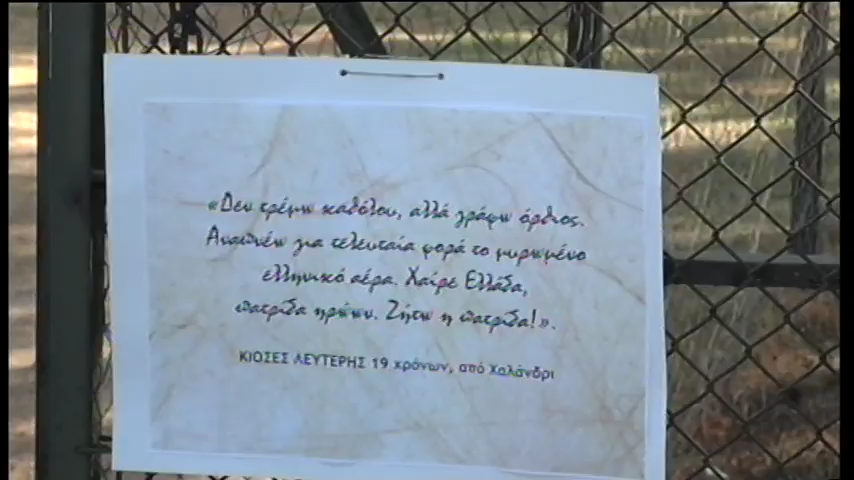 «Δεν τρέμω καθόλου, αλλά γράφω όρθιος.
Αναπνέω για τελευταία φορά το μυρωμένο
ελληνικό αέρα. Χαίρε Ελλάδα,
πατρίδα ηρώων. Ζήτω η πατρίδα!».
ΚΙΟΣΕΣ ΛΕΥΤΕΡΗΣ 19 χρόνων, από Χαλάνδρι